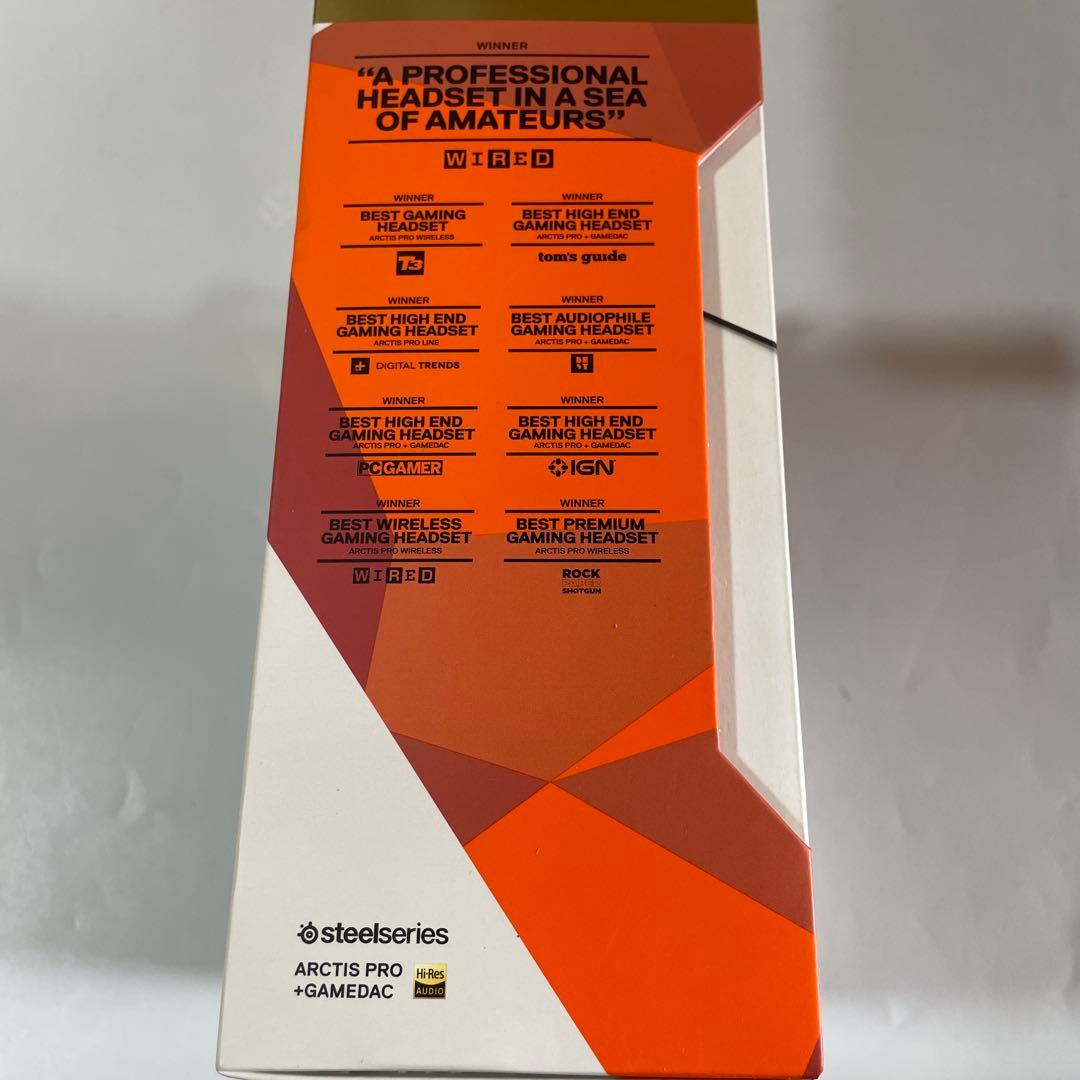 WINNER
“A PROFESSIONAL
HEADSET IN A SEA
OF AMATEURS”
WIRED
WINNER
BEST GAMING
HEADSET
ARCTIS PRO WIRELESS
T3
WINNER
BEST HIGH END
GAMING HEADSET
ARCTIS PRO + GAMEDAC
tom's guide
WINNER
BEST HIGH END
GAMING HEADSET
ARCTIS PRO LINE
DIGITAL TRENDS
WINNER
BEST AUDIOPHILE
GAMING HEADSET
ARCTIS PRO + GAMEDAC
WINNER
BEST HIGH END
GAMING HEADSET
ARCTIS PRO + GAMEDAC
PCGAMER
WINNER
BEST HIGH END
GAMING HEADSET
ARCTIS PRO + GAMEDAC
IGN
WINNER
BEST WIRELESS
GAMING HEADSET
ARCTIS PRO WIRELESS
WIRED
WINNER
BEST PREMIUM
GAMING HEADSET
ARCTIS PRO WIRELESS
ROCK
PAPER
SHOTGUN
steelseries
ARCTIS PRO
+GAMEDAC
Hi-Res
AUDIO